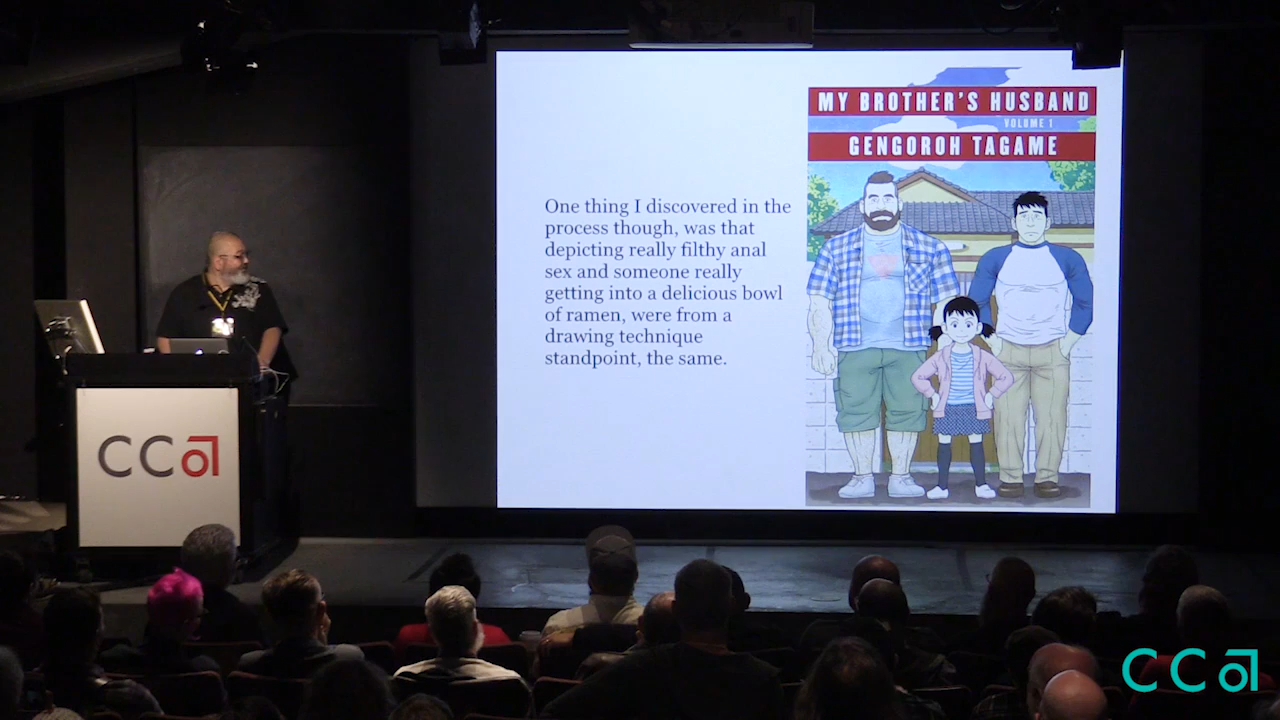 MY BROTHER'S HUSBAND
VOLUME 1
GENGOROH TAGAME
One thing I discovered in the
process though, was that
depicting really filthy anal
sex and someone really
getting into a delicious bowl
of ramen, were from a
drawing technique
standpoint, the same.
CCA
CCA